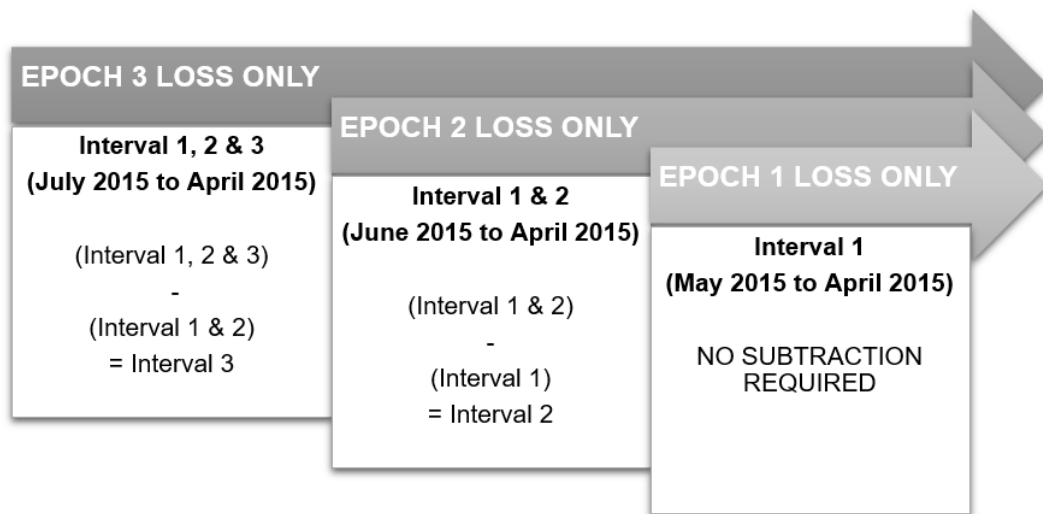 EPOCH 3 LOSS ONLY
Interval 1, 2 & 3
(July 2015 to April 2015)
(Interval 1, 2 & 3)
-
(Interval 1 & 2)
= Interval 3
EPOCH 2 LOSS ONLY
Interval 1 & 2
(June 2015 to April 2015)
(Interval 1 & 2)
-
(Interval 1)
= Interval 2
EPOCH 1 LOSS ONLY
Interval 1
(May 2015 to April 2015)
NO SUBTRACTION
REQUIRED